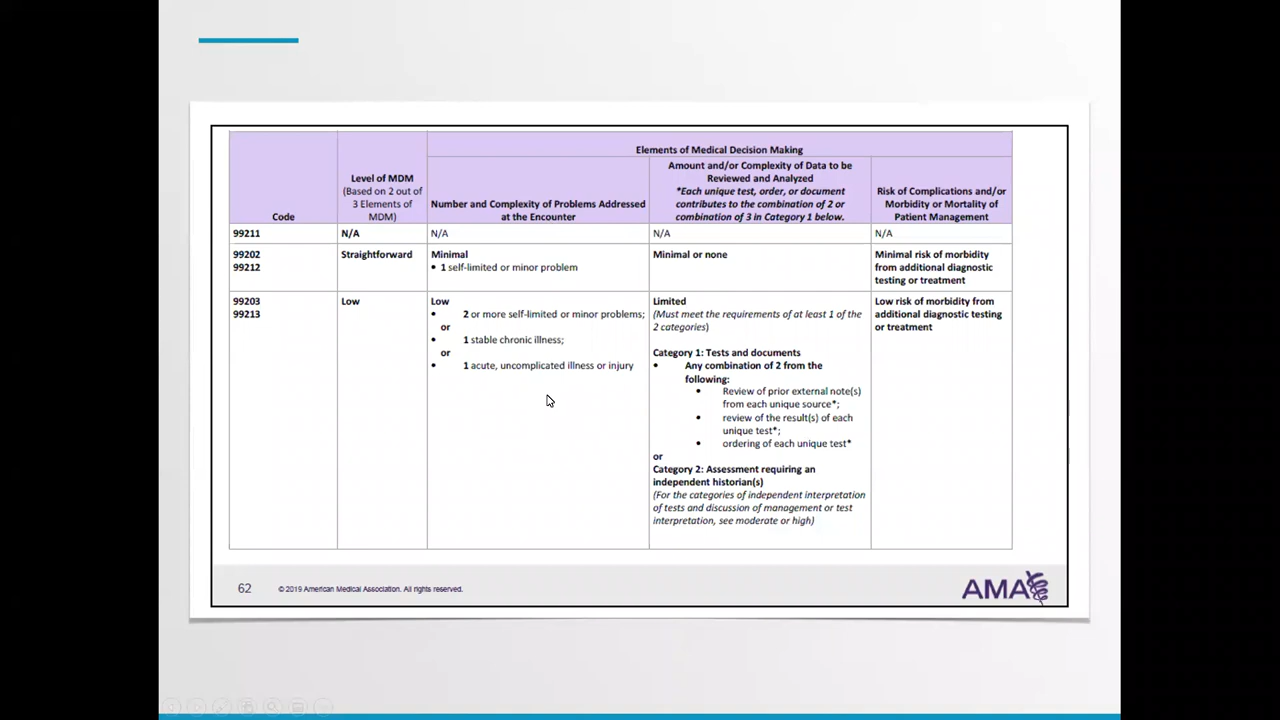 Elements of Medical Decision Making
Code
Level of MDM
(Based on 2 out of
3 Elements of
MDM)
Number and Complexity of Problems Addressed
at the Encounter
Amount and/or Complexity of Data to be
Reviewed and Analyzed
*Each unique test, order, or document
contributes to the combination of 2 or
combination of 3 in Category 1 below.
Risk of Complications and/or
Morbidity or Mortality of
Patient Management
99211
N/A
N/A
N/A
N/A
99202
99212
Straightforward
Minimal
• 1 self-limited or minor problem
Minimal or none
Minimal risk of morbidity
from additional diagnostic
testing or treatment
99203
99213
Low
Low
• 2 or more self-limited or minor problems;
or
• 1 stable chronic illness;
or
• 1 acute, uncomplicated illness or injury
Limited
(Must meet the requirements of at least 1 of the
2 categories)
Category 1: Tests and documents
• Any combination of 2 from the
following:
• Review of prior external note(s)
from each unique source*;
• review of the result(s) of each
unique test*;
• ordering of each unique test*
or
Category 2: Assessment requiring an
independent historian(s)
(For the categories of independent interpretation
of tests and discussion of management or test
interpretation, see moderate or high)
Low risk of morbidity from
additional diagnostic testing
or treatment
62
© 2019 American Medical Association. All rights reserved.
AMA